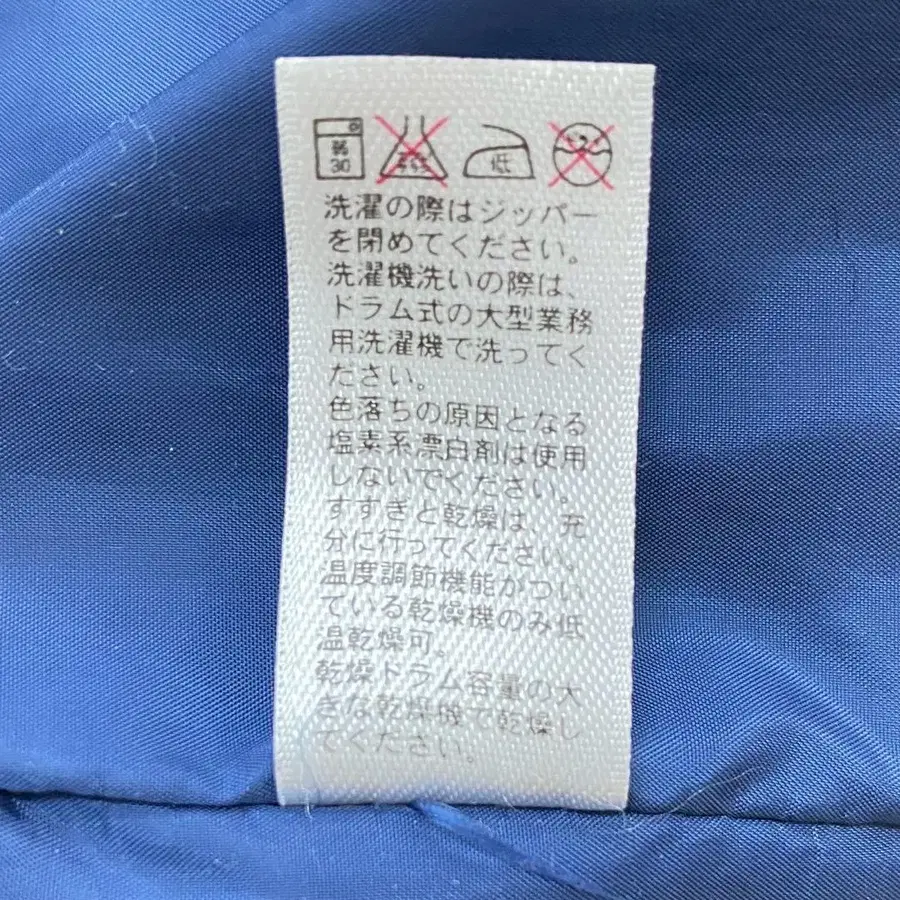 弱
30
エンソ
低
洗濯の際はジッパー
を閉めてください。
洗濯機洗いの際は、
ドラム式の大型業務
用洗濯機で洗ってく
ださい。
色落ちの原因となる
塩素系漂白剤は使用
しないでください。
すすぎと乾燥は、充
分に行ってください。
温度調節機能がつい
ている乾燥機のみ低
温乾燥可。
乾燥ドラム容量の大
きな乾燥機で乾燥し
てください。